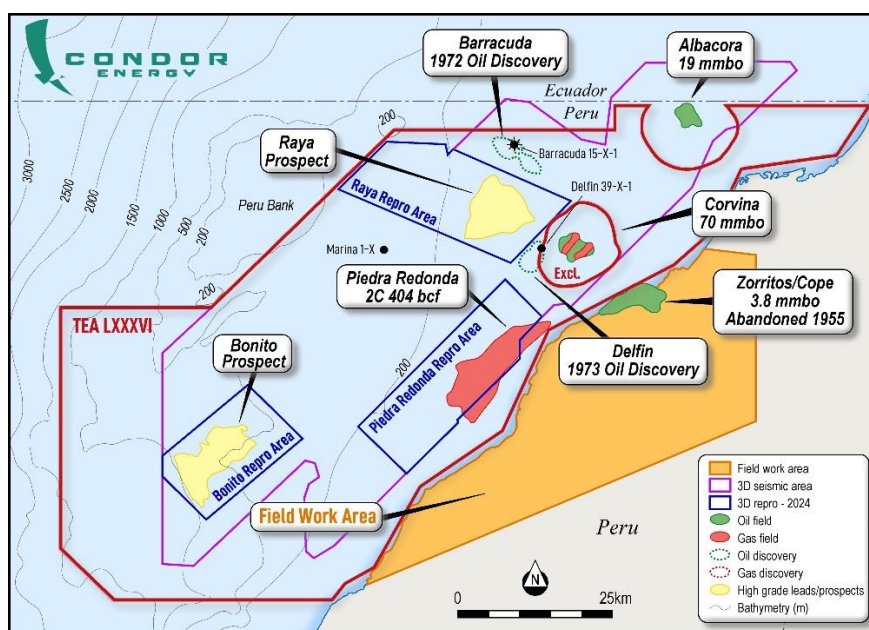 CONDOR
ENERGY
Barracuda
1972 Oil Discovery
Albacora
19 mmbo
Ecuador
Peru
200
3000
2500
2000
1500
1000
500
200
Raya
Prospect
Barracuda 15-X-1
Delfin 39-X-1
Raya Repro Area
Peru Bank
Corvina
70 mmbo
Marina 1-X
Excl.
Piedra Redonda
2C 404 bcf
Zorritos/Cope
3.8 mmbo
Abandoned 1955
200
TEA LXXXVI
Bonito
Prospect
Delfin
1973 Oil Discovery
200
Piedra Redonda Repro Area
Bonito Repro Area
Field Work Area
Peru
N
0
25km
Field work area
3D seismic area
3D repro - 2024
Oil field
Gas field
Oil discovery
Gas discovery
High grade leads/prospects
Bathymetry (m)